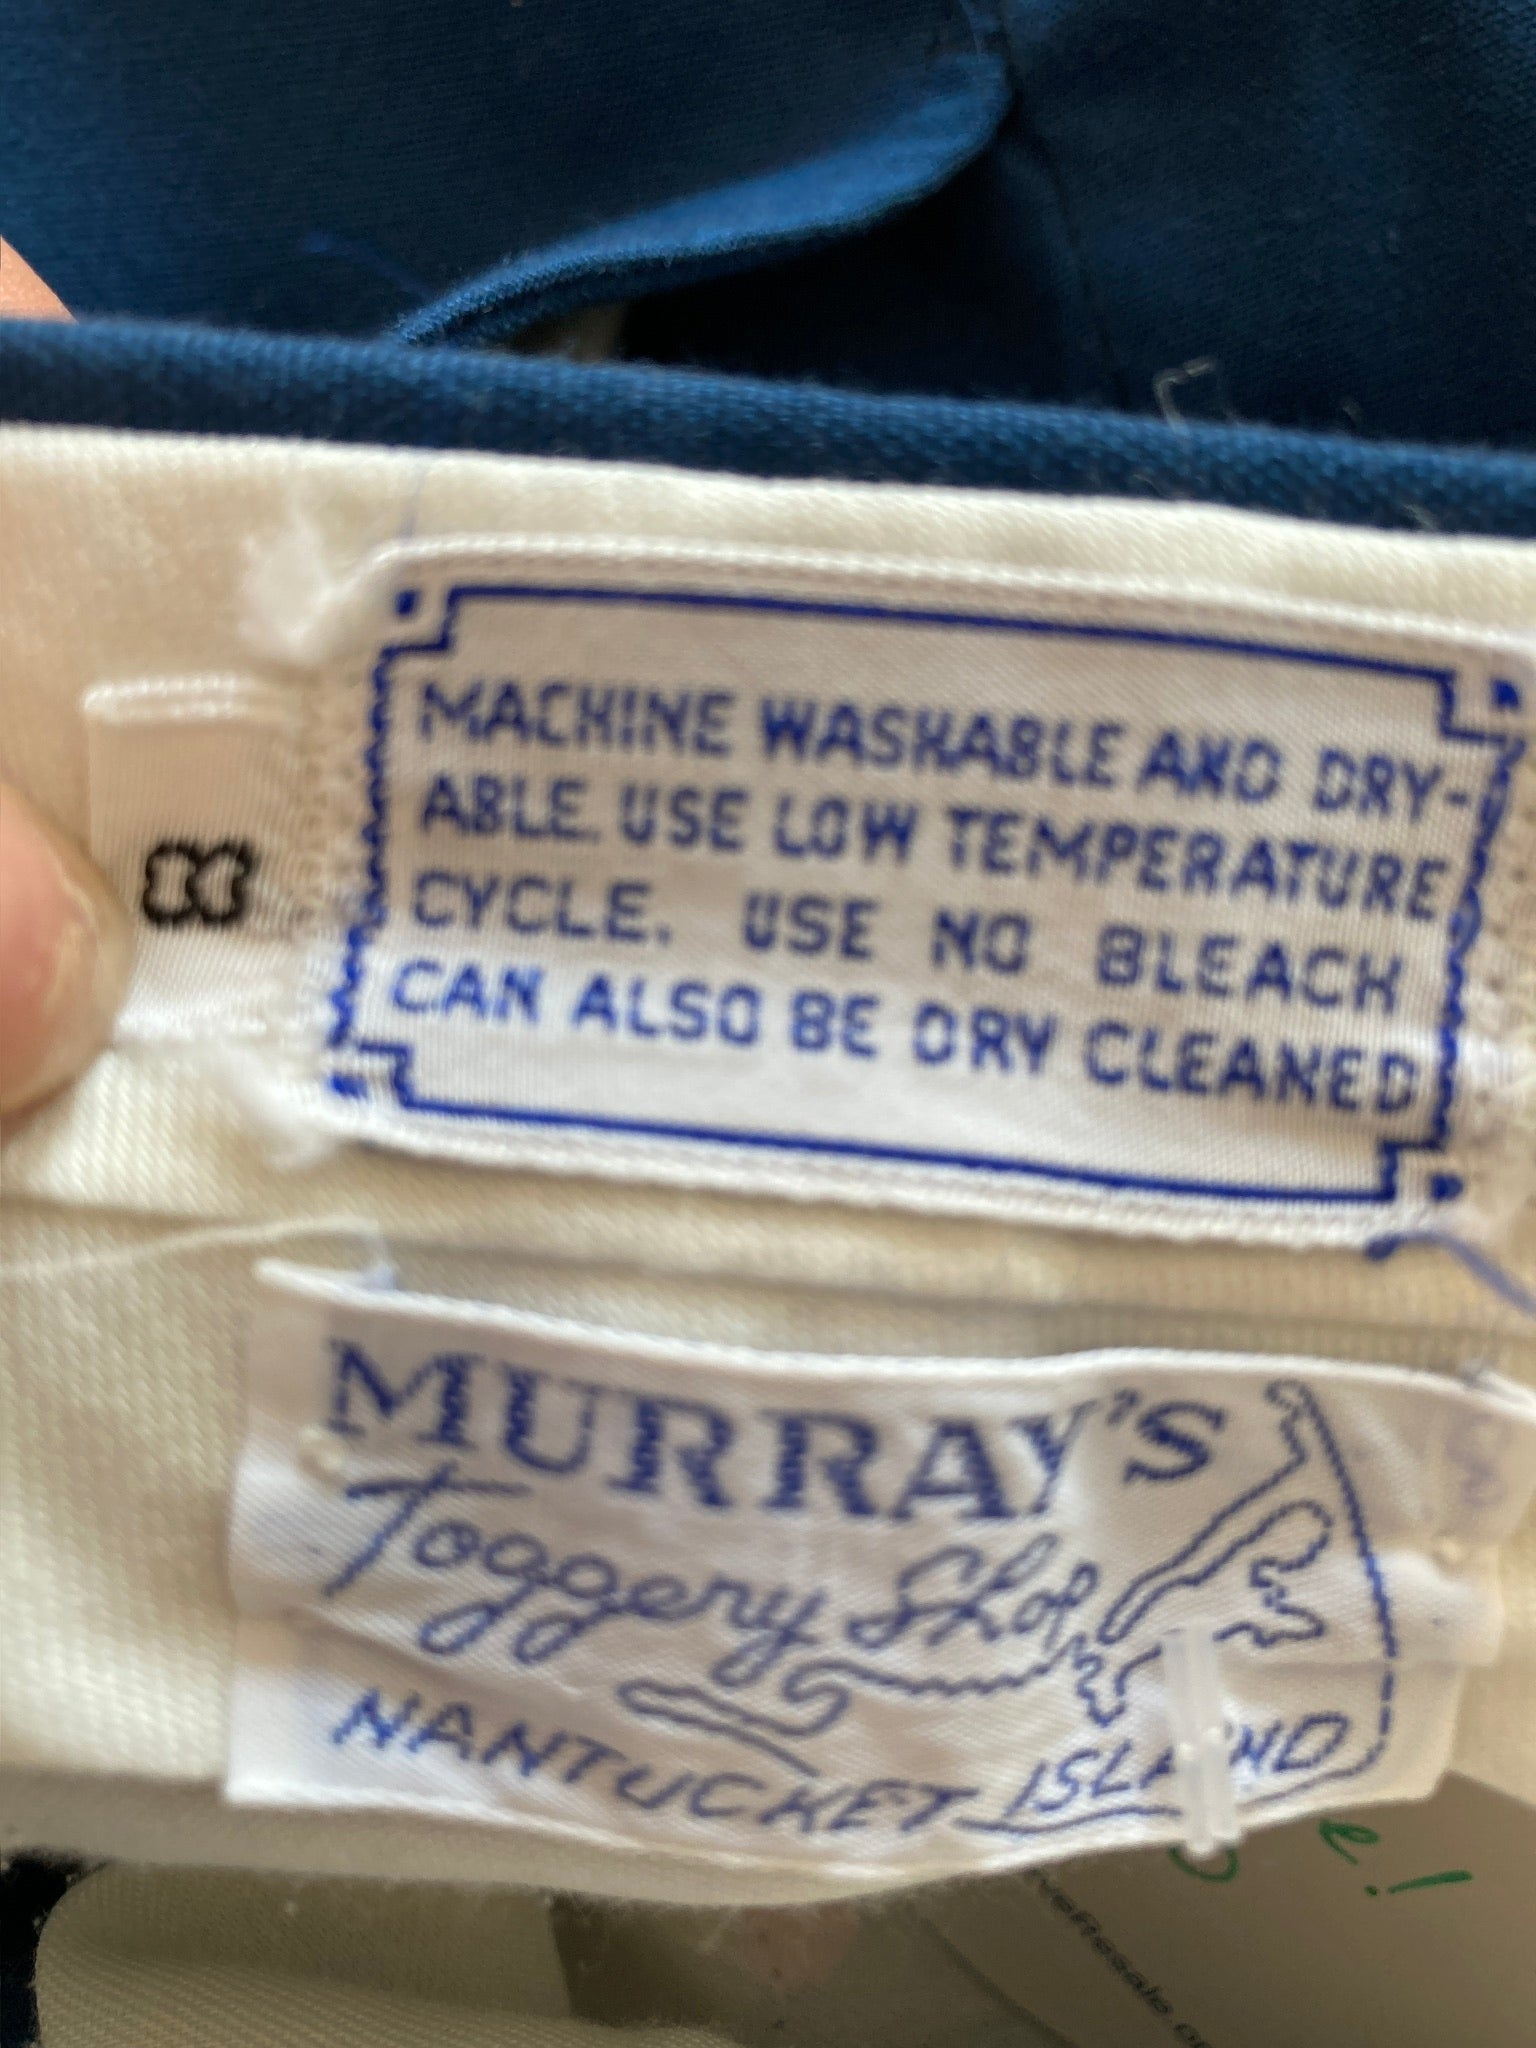 MACHINE WASHABLE AND DRY-
ABLE. USE LOW TEMPERATURE
CYCLE. USE NO BLEACH
CAN ALSO BE DRY CLEANED
8
MURRAY'S
Toggery Shop
NANTUCKET ISLAND